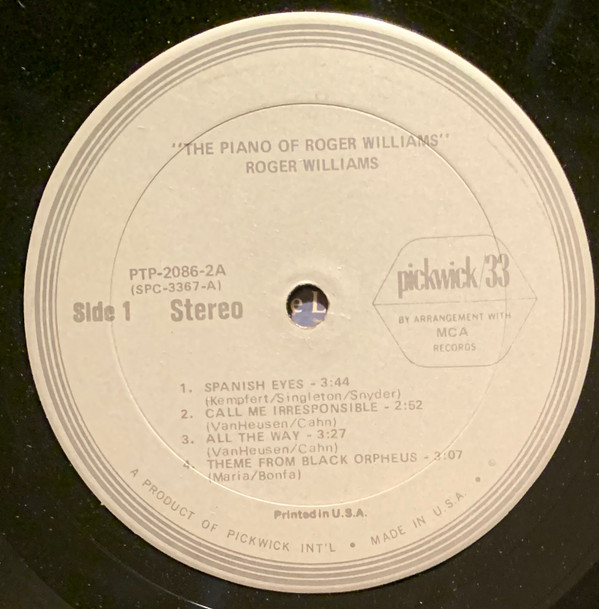 "THE PIANO OF ROGER WILLIAMS"
ROGER WILLIAMS
PTP-2086-2A
(SPC-3367-A)
Side 1 Stereo
pickwick/33
BY ARRANGEMENT WITH
MCA
RECORDS
e L
1. SPANISH EYES - 3:44
(Kempfert/Singleton/Snyder)
2. CALL ME IRRESPONSIBLE - 2:52
(VanHeusen/Cahn)
3. ALL THE WAY - 3:27
(VanHeusen/Cahn)
4. THEME FROM BLACK ORPHEUS - 3:07
(Maria/Bonfa)
Printed in U.S.A.
A PRODUCT OF PICKWICK INT'L • MADE IN U.S.A. •